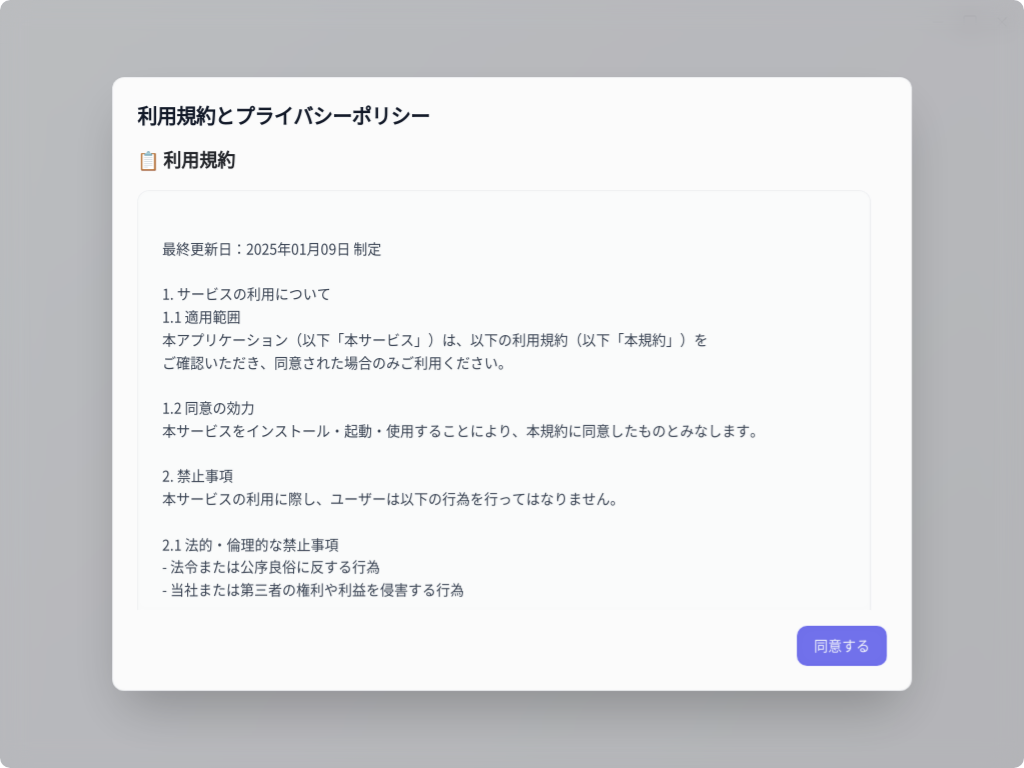 利用規約とプライバシーポリシー
📋 利用規約
最終更新日：2025年01月09日 制定
1. サービスの利用について
1.1 適用範囲
本アプリケーション（以下「本サービス」）は、以下の利用規約（以下「本規約」）を
ご確認いただき、同意された場合のみご利用ください。
1.2 同意の効力
本サービスをインストール・起動・使用することにより、本規約に同意したものとみなします。
2. 禁止事項
本サービスの利用に際し、ユーザーは以下の行為を行ってはなりません。
2.1 法的・倫理的な禁止事項
- 法令または公序良俗に反する行為
- 当社または第三者の権利や利益を侵害する行為
同意する